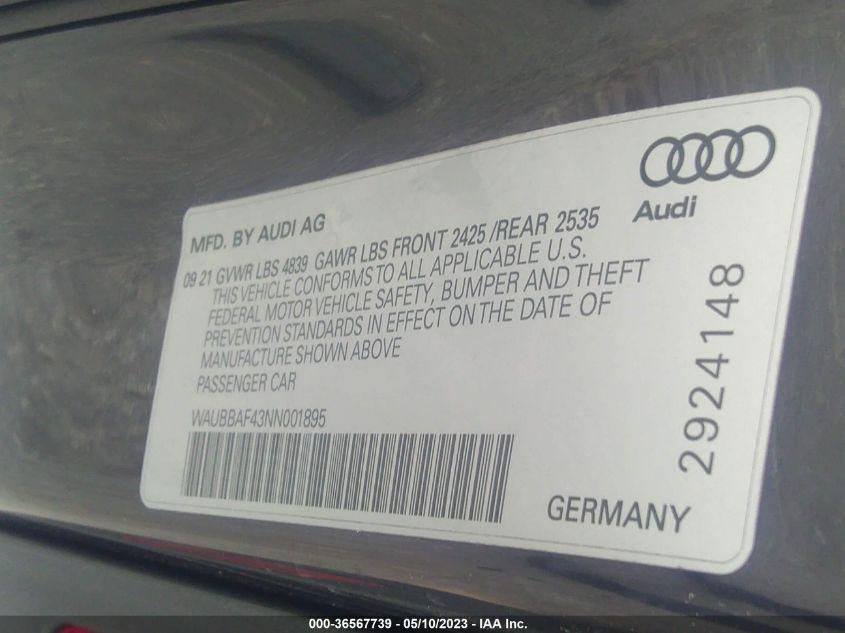 Audi
MFD. BY AUDI AG
09 21 GVWR LBS 4839 GAWR LBS FRONT 2425 /REAR 2535
THIS VEHICLE CONFORMS TO ALL APPLICABLE U.S.
FEDERAL MOTOR VEHICLE SAFETY, BUMPER AND THEFT
PREVENTION STANDARDS IN EFFECT ON THE DATE OF
MANUFACTURE SHOWN ABOVE
PASSENGER CAR
WAUBBAF43NN001895
2924148
GERMANY
000-36567739 - 05/10/2023 - IAA Inc.